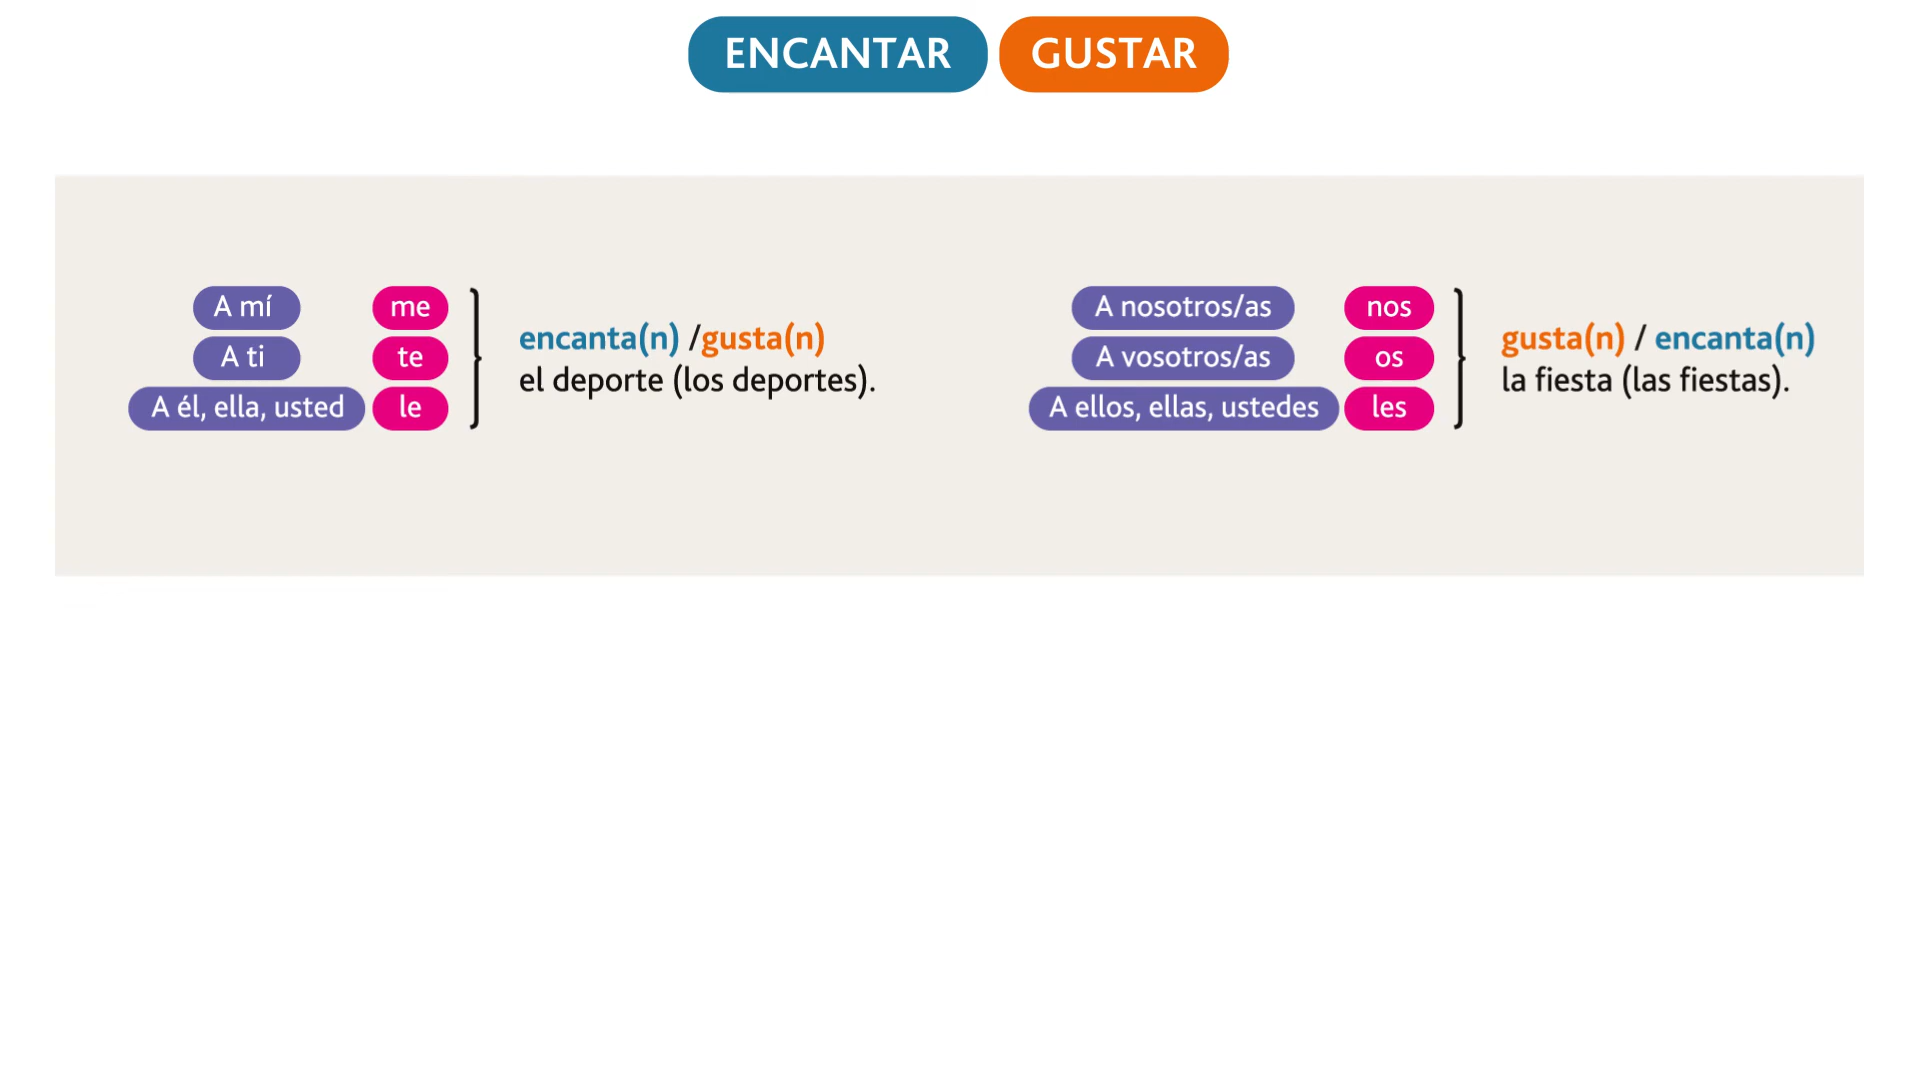 ENCANTAR GUSTAR
A mí me
A ti te
A él, ella, usted le
encanta(n) /gusta(n)
el deporte (los deportes).
A nosotros/as nos
A vosotros/as os
A ellos, ellas, ustedes les
gusta(n) / encanta(n)
la fiesta (las fiestas).